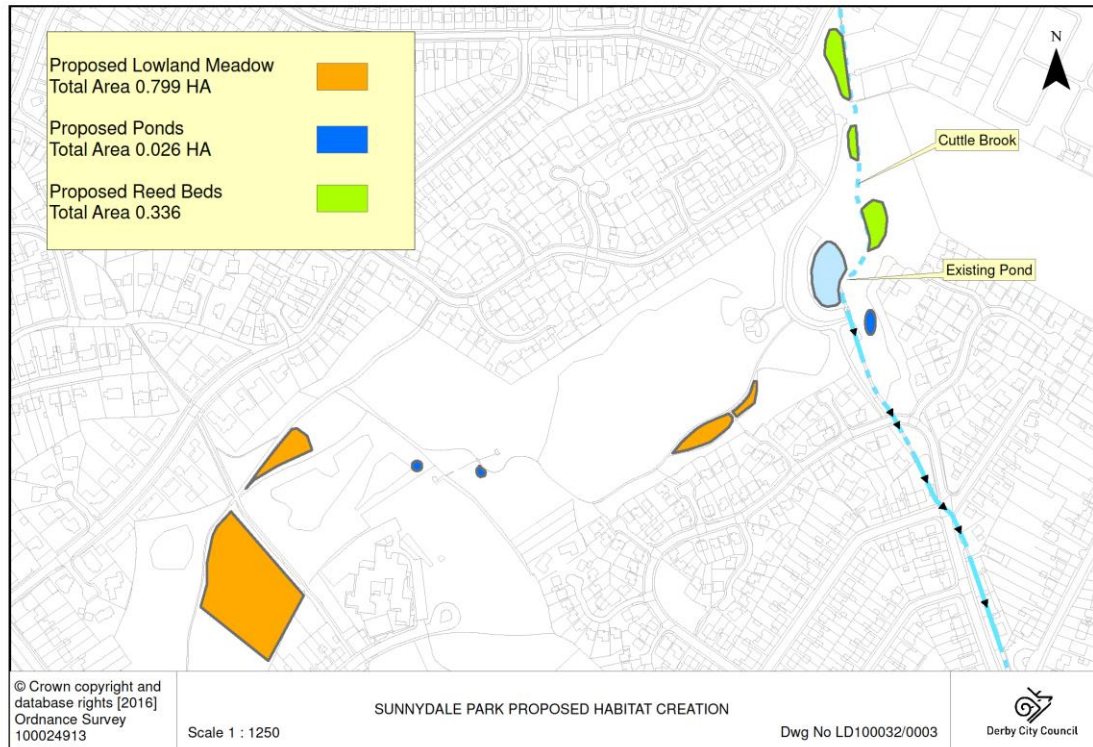 Proposed Lowland Meadow
Total Area 0.799 HA
Proposed Ponds
Total Area 0.026 HA
Proposed Reed Beds
Total Area 0.336
N
Cuttle Brook
Existing Pond
© Crown copyright and
database rights [2016]
Ordnance Survey
100024913
SUNNYDALE PARK PROPOSED HABITAT CREATION
Scale 1 : 1250
Dwg No LD100032/0003
Derby City Council